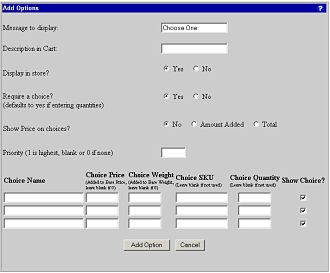 Add Options ?
Message to display: Choose One:
Description in Cart:
Display in store? Yes No
Require a choice? Yes No
(defaults to yes if entering quantities)
Show Price on choices? No Amount Added Total
Priority (1 is highest, blank or 0 if none)
Choice Name Choice Price Choice Weight Choice SKU Choice Quantity Show Choice?
(Added to Base Price, (Added to Base Weight, (Leave blank if not used) (Leave blank if not used)
leave blank if 0) leave blank if 0)
Add Option Cancel